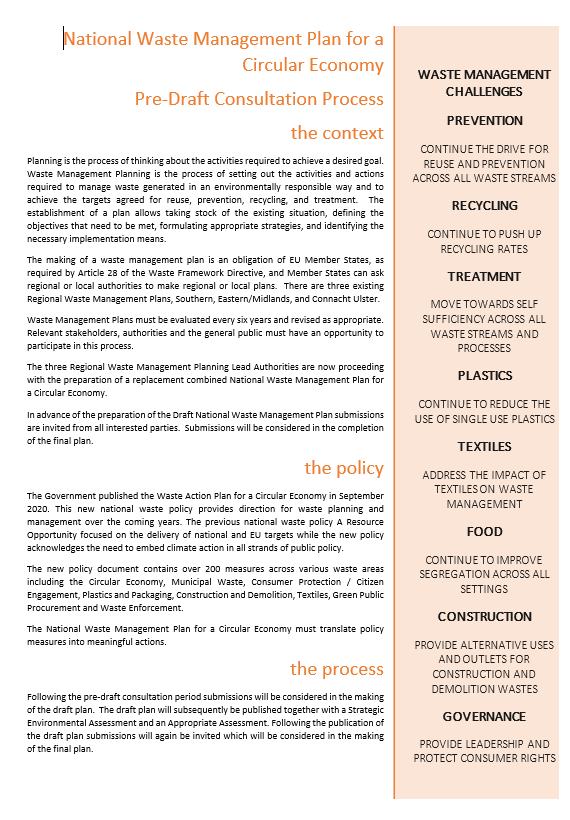 National Waste Management Plan for a
Circular Economy
Pre-Draft Consultation Process
the context
Planning is the process of thinking about the activities required to achieve a desired goal.
Waste Management Planning is the process of setting out the activities and actions
required to manage waste generated in an environmentally responsible way and to
achieve the targets agreed for reuse, prevention, recycling, and treatment. The
establishment of a plan allows taking stock of the existing situation, defining the
objectives that need to be met, formulating appropriate strategies, and identifying the
necessary implementation means.
The making of a waste management plan is an obligation of EU Member States, as
required by Article 28 of the Waste Framework Directive, and Member States can ask
regional or local authorities to make regional or local plans. There are three existing
Regional Waste Management Plans, Southern, Eastern/Midlands, and Connacht Ulster.
Waste Management Plans must be evaluated every six years and revised as appropriate.
Relevant stakeholders, authorities and the general public must have an opportunity to
participate in this process.
The three Regional Waste Management Planning Lead Authorities are now proceeding
with the preparation of a replacement combined National Waste Management Plan for
a Circular Economy.
In advance of the preparation of the Draft National Waste Management Plan submissions
are invited from all interested parties. Submissions will be considered in the completion
of the final plan.
the policy
The Government published the Waste Action Plan for a Circular Economy in September
2020. This new national waste policy provides direction for waste planning and
management over the coming years. The previous national waste policy A Resource
Opportunity focused on the delivery of national and EU targets while the new policy
acknowledges the need to embed climate action in all strands of public policy.
The new policy document contains over 200 measures across various waste areas
including the Circular Economy, Municipal Waste, Consumer Protection / Citizen
Engagement, Plastics and Packaging, Construction and Demolition, Textiles, Green Public
Procurement and Waste Enforcement.
The National Waste Management Plan for a Circular Economy must translate policy
measures into meaningful actions.
the process
Following the pre-draft consultation period submissions will be considered in the making
of the draft plan. The draft plan will subsequently be published together with a Strategic
Environmental Assessment and an Appropriate Assessment. Following the publication of
the draft plan submissions will again be invited which will be considered in the making
of the final plan.
WASTE MANAGEMENT
CHALLENGES
PREVENTION
CONTINUE THE DRIVE FOR
REUSE AND PREVENTION
ACROSS ALL WASTE STREAMS
RECYCLING
CONTINUE TO PUSH UP
RECYCLING RATES
TREATMENT
MOVE TOWARDS SELF
SUFFICIENCY ACROSS ALL
WASTE STREAMS AND
PROCESSES
PLASTICS
CONTINUE TO REDUCE THE
USE OF SINGLE USE PLASTICS
TEXTILES
ADDRESS THE IMPACT OF
TEXTILES ON WASTE
MANAGEMENT
FOOD
CONTINUE TO IMPROVE
SEGREGATION ACROSS ALL
SETTINGS
CONSTRUCTION
PROVIDE ALTERNATIVE USES
AND OUTLETS FOR
CONSTRUCTION AND
DEMOLITION WASTES
GOVERNANCE
PROVIDE LEADERSHIP AND
PROTECT CONSUMER RIGHTS